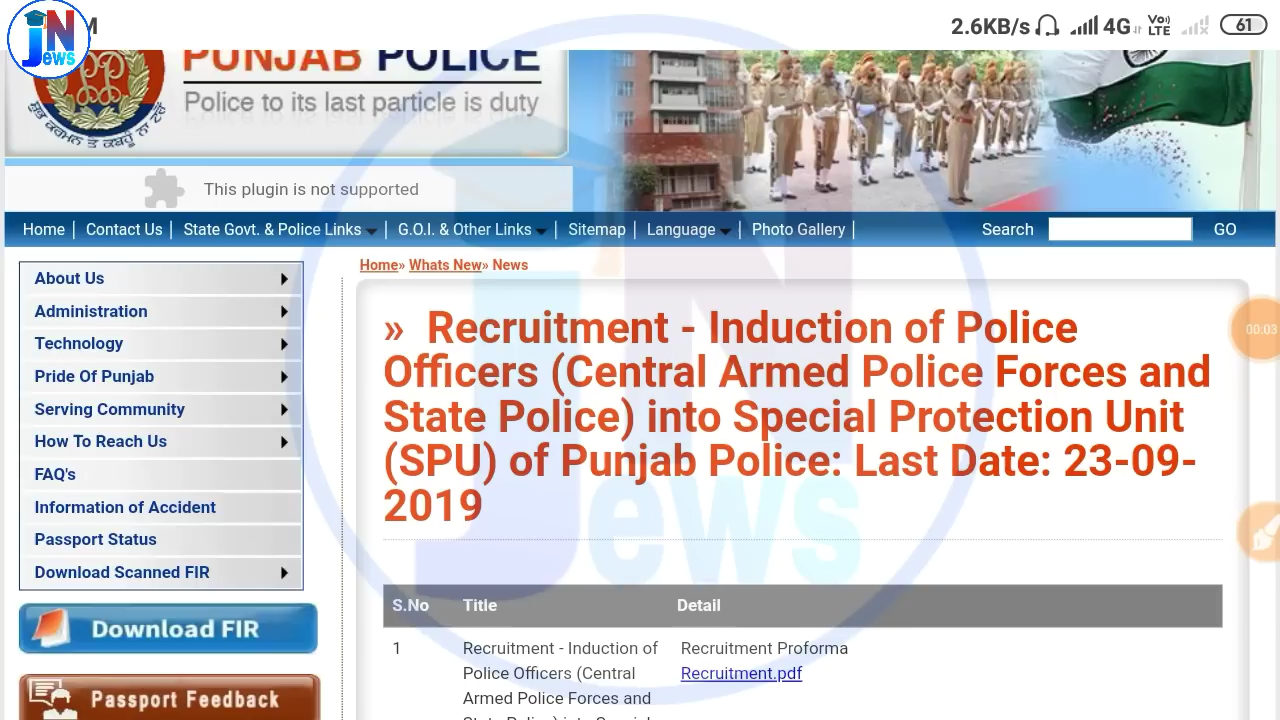 M
jN
Jews
2.6KB/s 4G Vo)) LTE 61
PUNJAB POLICE
Police to its last particle is duty
This plugin is not supported
Home | Contact Us | State Govt. & Police Links | G.O.I. & Other Links | Sitemap | Language | Photo Gallery | Search GO
About Us
Administration
Technology
Pride Of Punjab
Serving Community
How To Reach Us
FAQ's
Information of Accident
Passport Status
Download Scanned FIR
Download FIR
Passport Feedback
Home» Whats New» News
» Recruitment - Induction of Police
Officers (Central Armed Police Forces and
State Police) into Special Protection Unit
(SPU) of Punjab Police: Last Date: 23-09-
2019
S.No Title Detail
1 Recruitment - Induction of Recruitment Proforma
Police Officers (Central Recruitment.pdf
Armed Police Forces and
jN
Jews
00:03